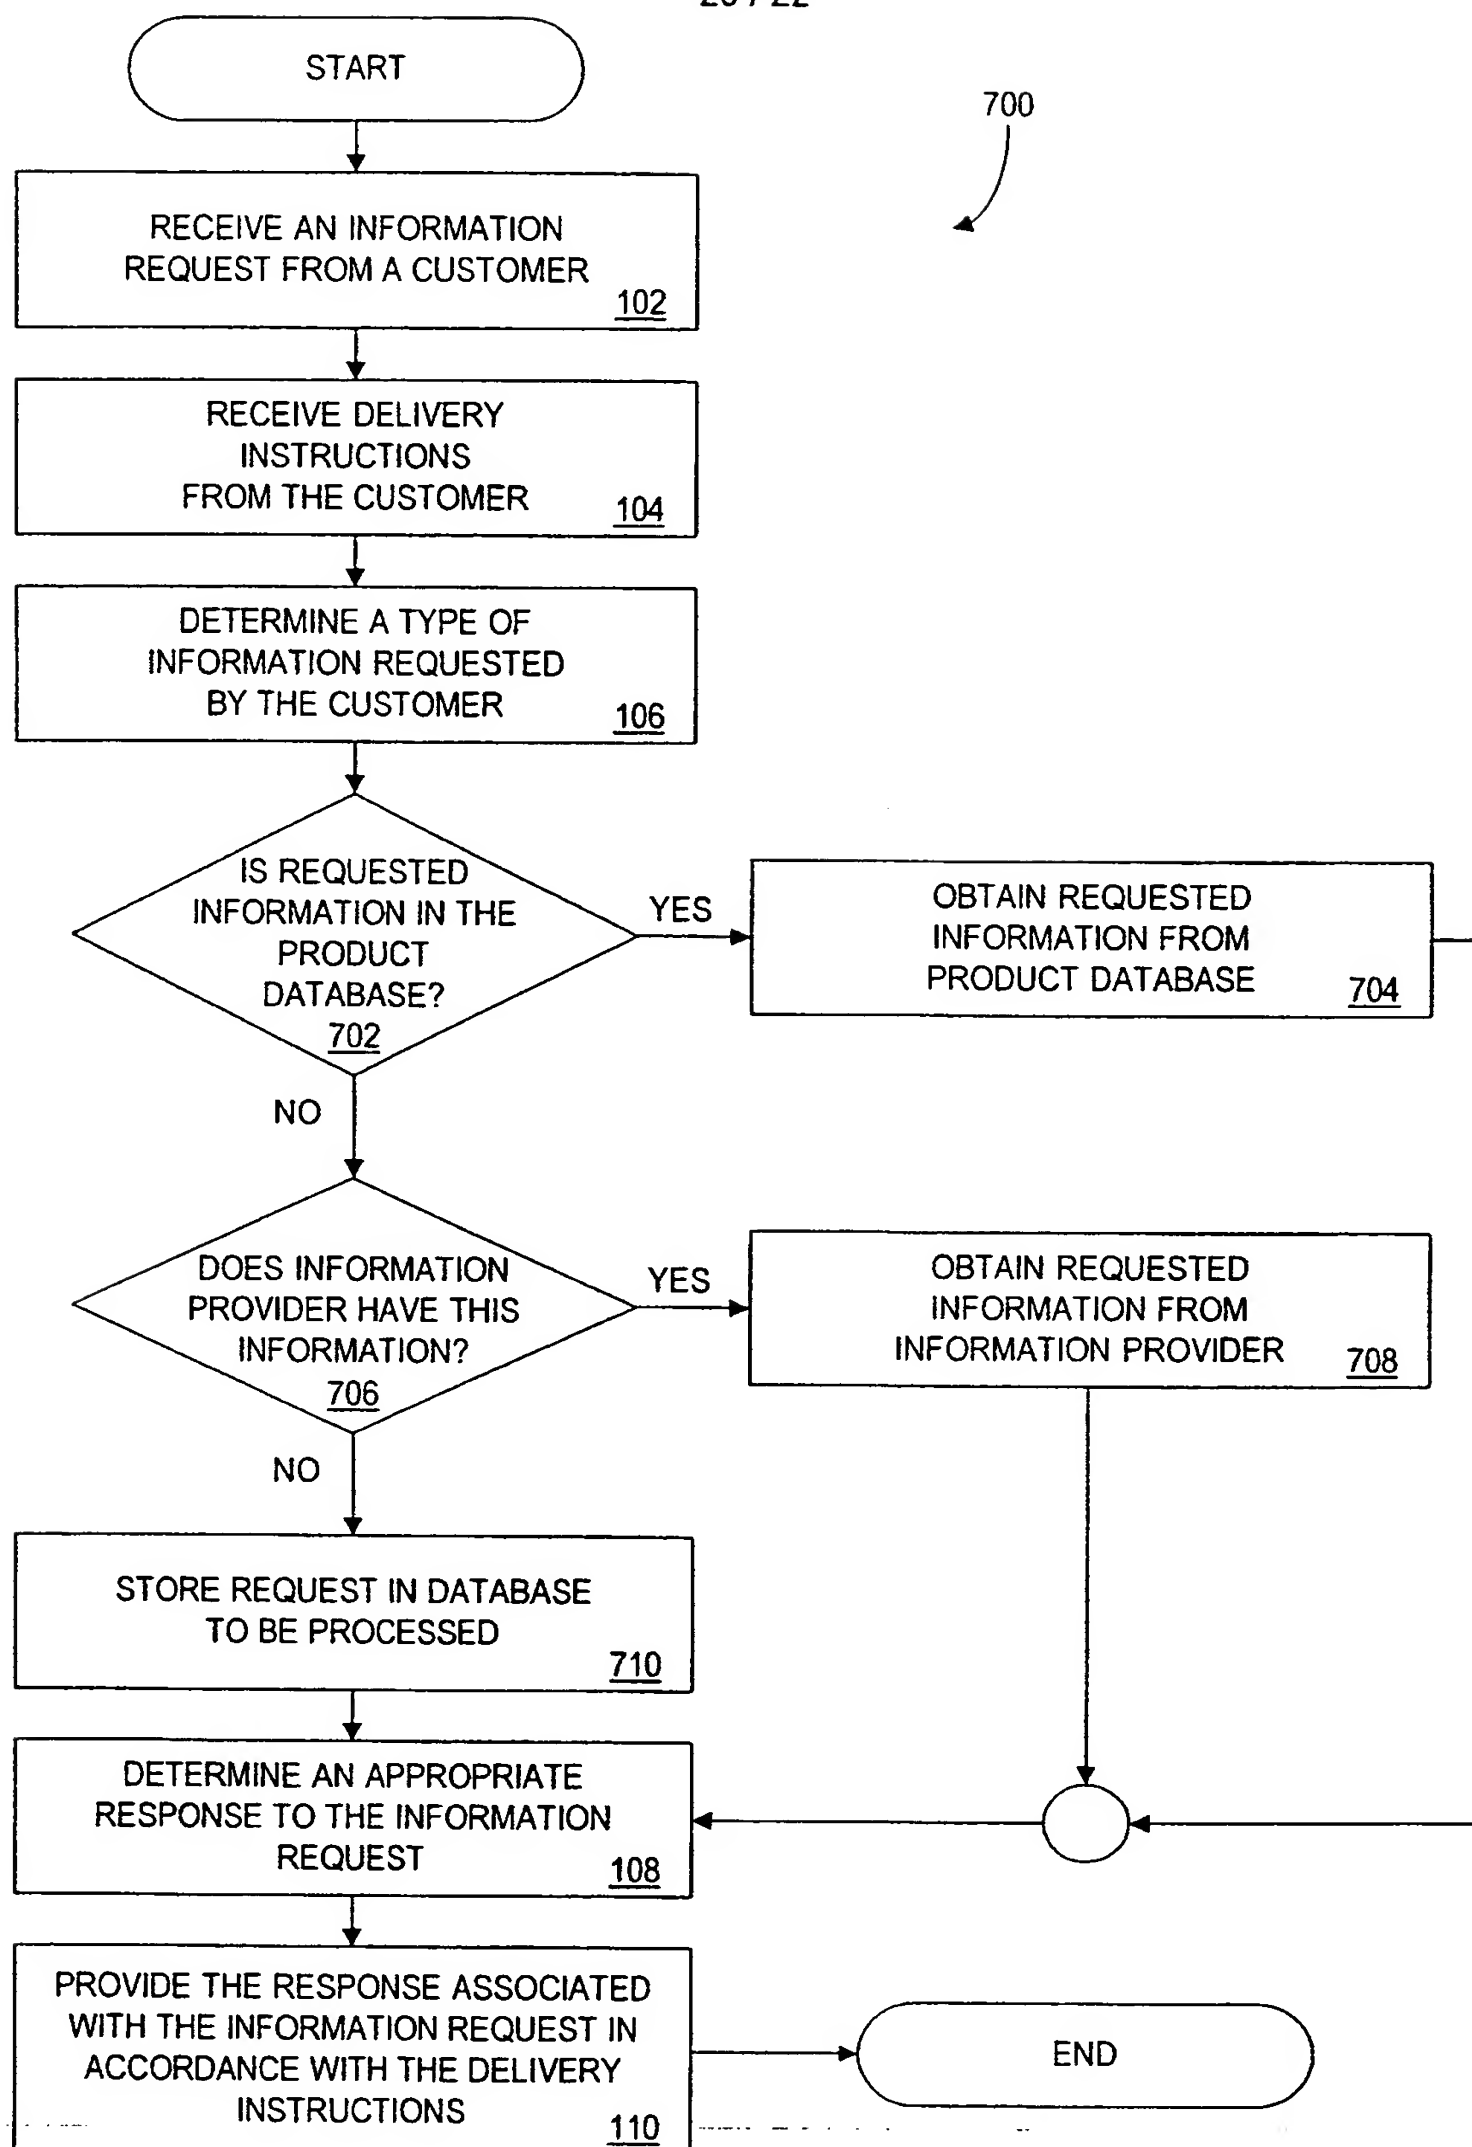 START
700
RECEIVE AN INFORMATION
REQUEST FROM A CUSTOMER
102
RECEIVE DELIVERY
INSTRUCTIONS
FROM THE CUSTOMER
104
DETERMINE A TYPE OF
INFORMATION REQUESTED
BY THE CUSTOMER
106
IS REQUESTED
INFORMATION IN THE
PRODUCT
DATABASE?
702
YES
OBTAIN REQUESTED
INFORMATION FROM
PRODUCT DATABASE
704
NO
DOES INFORMATION
PROVIDER HAVE THIS
INFORMATION?
706
YES
OBTAIN REQUESTED
INFORMATION FROM
INFORMATION PROVIDER
708
NO
STORE REQUEST IN DATABASE
TO BE PROCESSED
710
DETERMINE AN APPROPRIATE
RESPONSE TO THE INFORMATION
REQUEST
108
PROVIDE THE RESPONSE ASSOCIATED
WITH THE INFORMATION REQUEST IN
ACCORDANCE WITH THE DELIVERY
INSTRUCTIONS
110
END